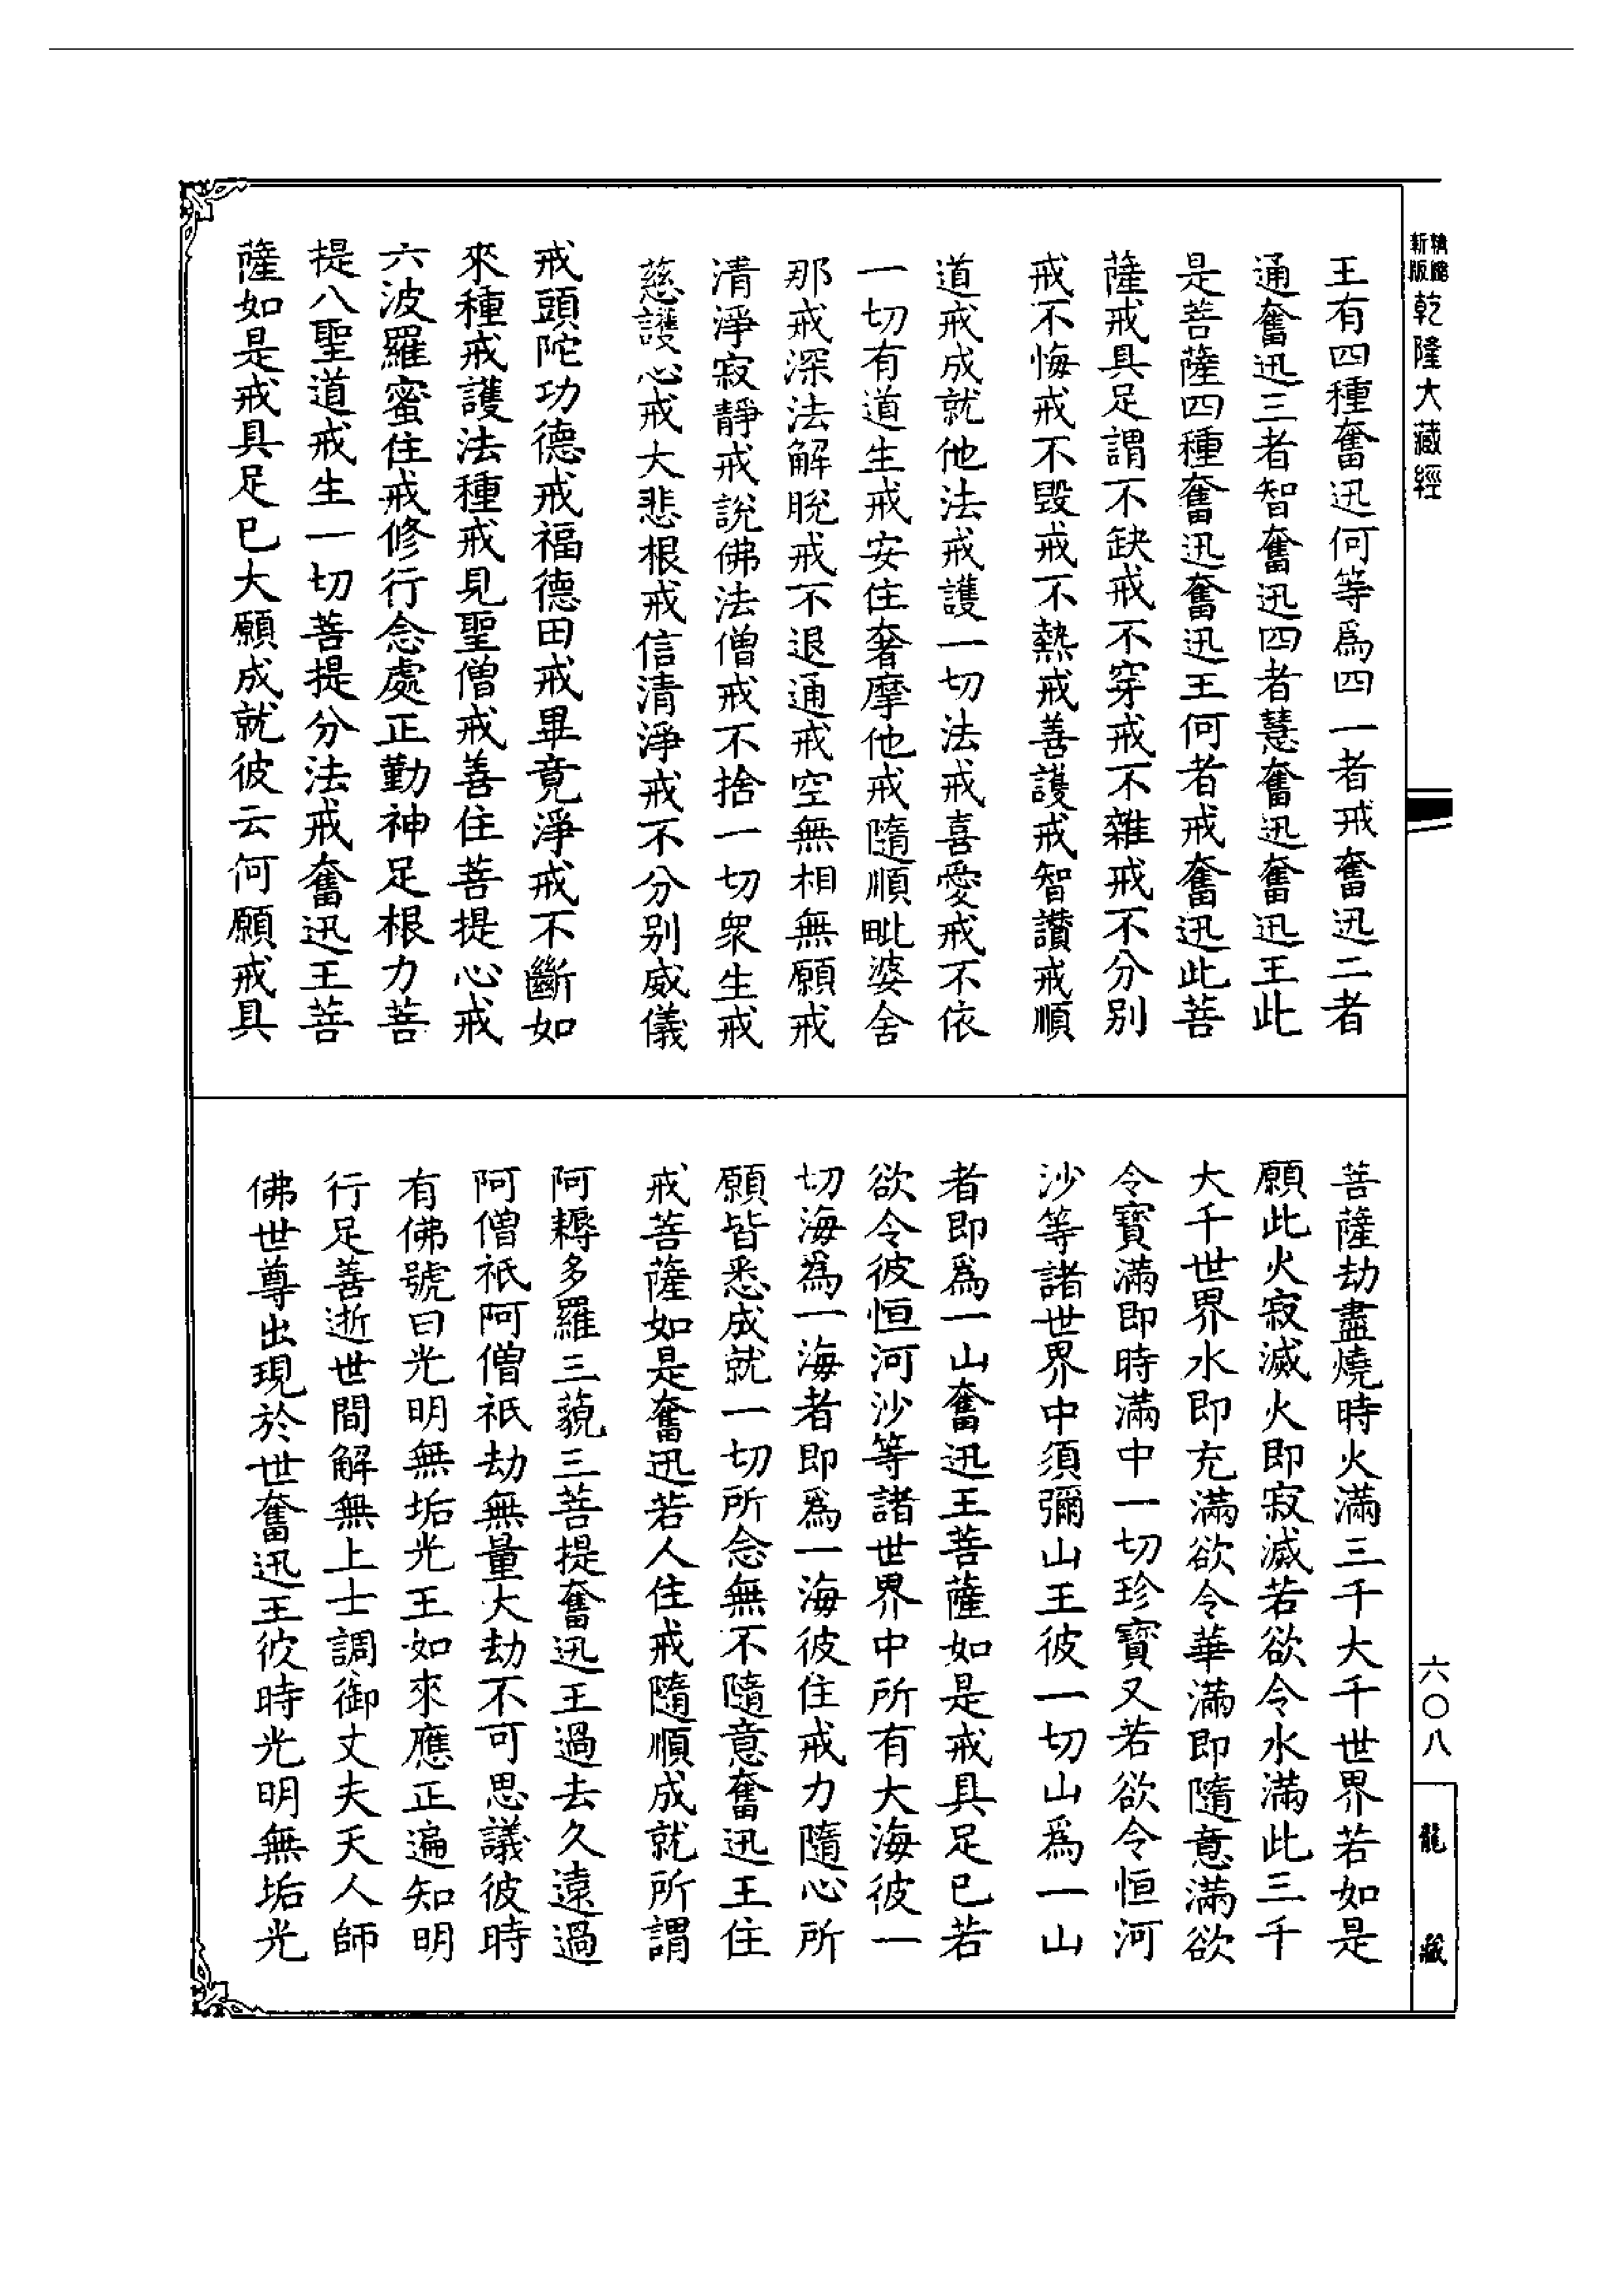 精縮
新版
乾隆大藏經
王有四種奮迅何等爲四一者戒奮迅二者
通奮迅三者智奮迅四者慧奮迅奮迅王此
是菩薩四種奮迅奮迅王何者戒奮迅此菩
薩戒具足謂不缺戒不穿戒不雜戒不分別
戒不悔戒不毀戒不熱戒善護戒智讚戒順
道戒成就他法戒護一切法戒喜愛戒不依
一切有道生戒安住奢摩他戒隨順毗婆舍
那戒深法解脫戒不退通戒空無相無願戒
清淨寂靜戒說佛法僧戒不捨一切衆生戒
慈護心戒大悲根戒信清淨戒不分別威儀
戒頭陀功德戒福德田戒畢竟淨戒不斷如
來種戒護法種戒見聖僧戒善住菩提心戒
六波羅蜜住戒修行念處正勤神足根力菩
提八聖道戒生一切菩提分法戒奮迅王菩
薩如是戒具足已大願成就彼云何願戒具
菩薩劫盡燒時火滿三千大千世界若如是
願此火寂滅火即寂滅若欲令水滿此三千
大千世界水即充滿欲令華滿即隨意滿欲
令寶滿即時滿中一切珍寶又若欲令恒河
沙等諸世界中須彌山王彼一切山爲一山
者即爲一山奮迅王菩薩如是戒具足已若
欲令彼恒河沙等諸世界中所有大海彼一
切海爲一海者即爲一海彼住戒力隨心所
願皆悉成就一切所念無不隨意奮迅王住
戒菩薩如是奮迅若人住戒隨順成就所謂
阿耨多羅三藐三菩提奮迅王過去久遠過
阿僧祇阿僧祇劫無量大劫不可思議彼時
有佛號曰光明無垢光王如來應正遍知明
行足善逝世間解無上士調御丈夫天人師
佛世尊出現於世奮迅王彼時光明無垢光
六〇八
龍藏